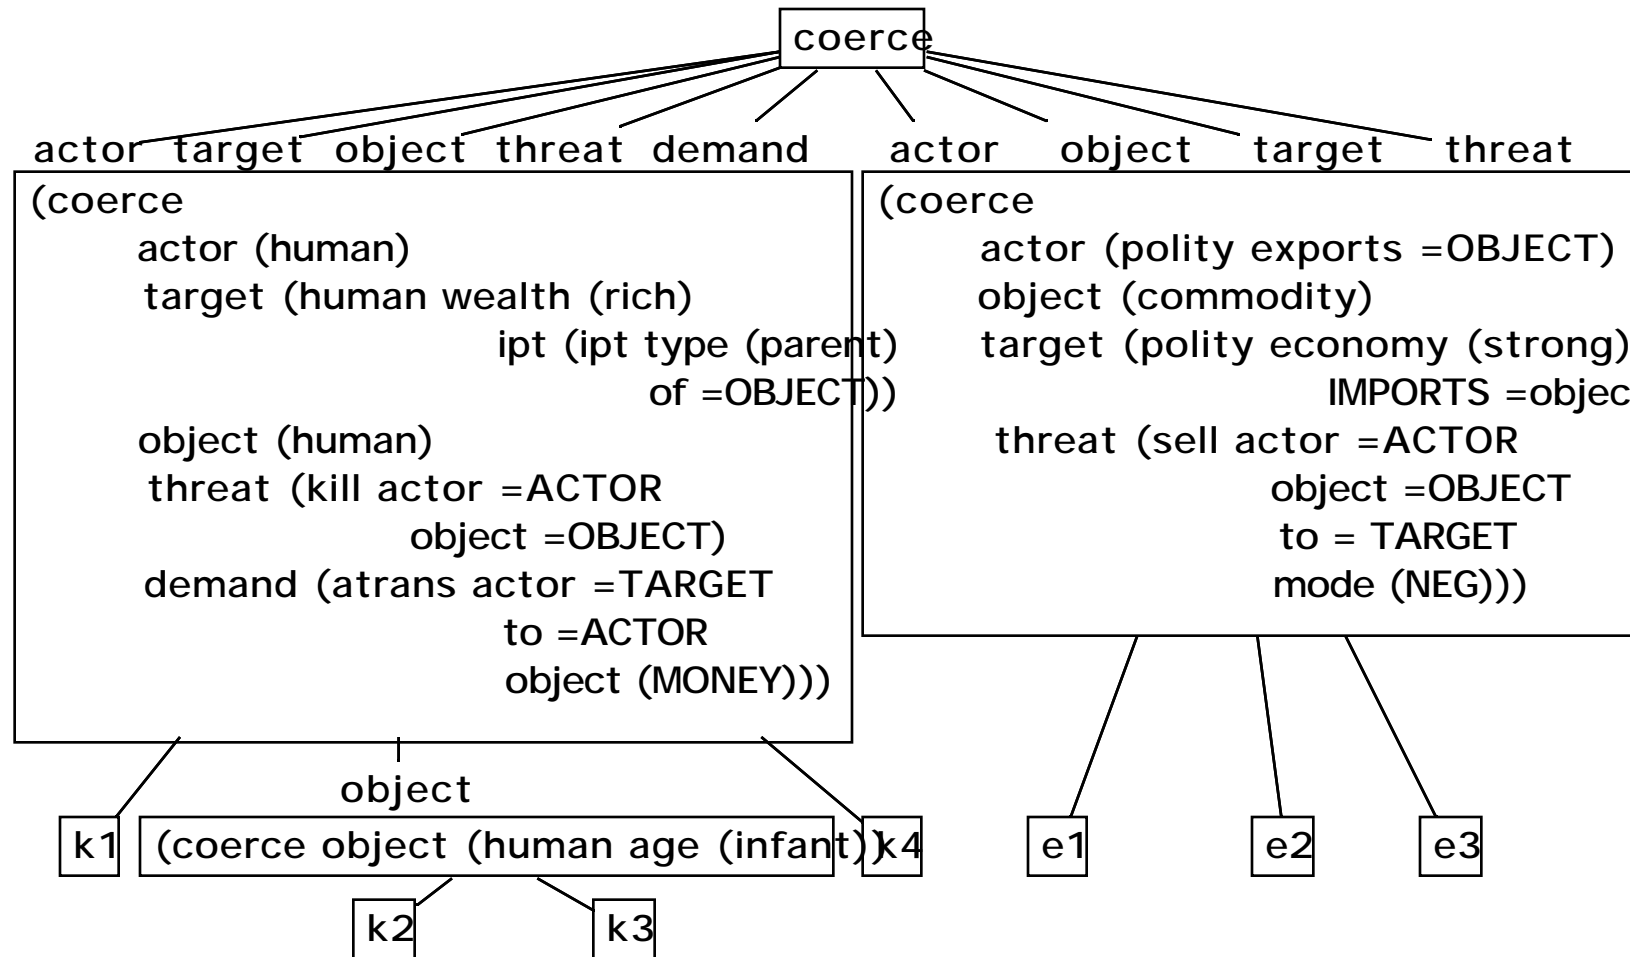 coerce
actor target object threat demand actor object target threat
(coerce
actor (human)
target (human wealth (rich)
ipt (ipt type (parent)
of =OBJECT))
object (human)
threat (kill actor =ACTOR
object =OBJECT)
demand (atrans actor =TARGET
to =ACTOR
object (MONEY)))
(coerce
actor (polity exports =OBJECT)
object (commodity)
target (polity economy (strong)
IMPORTS =objec
threat (sell actor =ACTOR
object =OBJECT
to = TARGET
mode (NEG)))
object
k1 (coerce object (human age (infant)) k4 e1 e2 e3
k2 k3